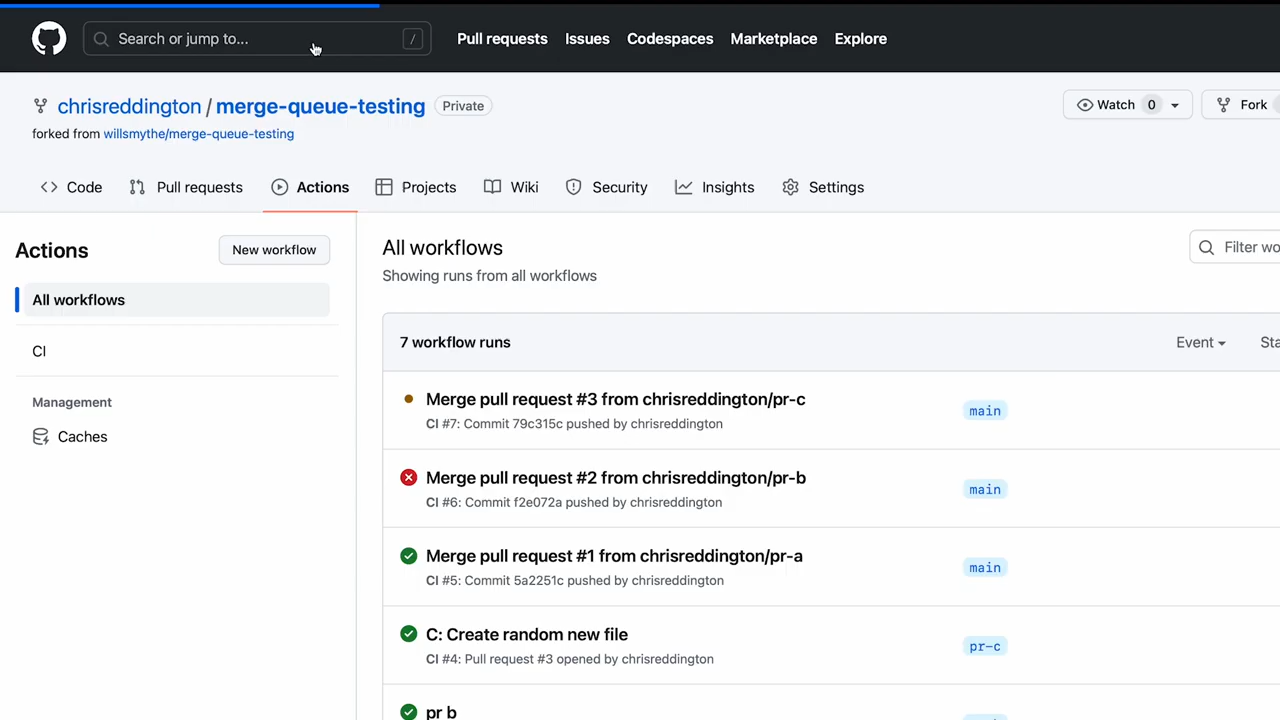 Search or jump to... /
Pull requests Issues Codespaces Marketplace Explore
chrisreddington / merge-queue-testing Private
Watch 0 Fork
forked from willsmythe/merge-queue-testing
Code Pull requests Actions Projects Wiki Security Insights Settings
Actions
New workflow
All workflows
CI
Management
Caches
All workflows
Showing runs from all workflows
Filter wo
7 workflow runs
Event Sta
Merge pull request #3 from chrisreddington/pr-c
CI #7: Commit 79c315c pushed by chrisreddington
main
Merge pull request #2 from chrisreddington/pr-b
CI #6: Commit f2e072a pushed by chrisreddington
main
Merge pull request #1 from chrisreddington/pr-a
CI #5: Commit 5a2251c pushed by chrisreddington
main
C: Create random new file
CI #4: Pull request #3 opened by chrisreddington
pr-c
pr b